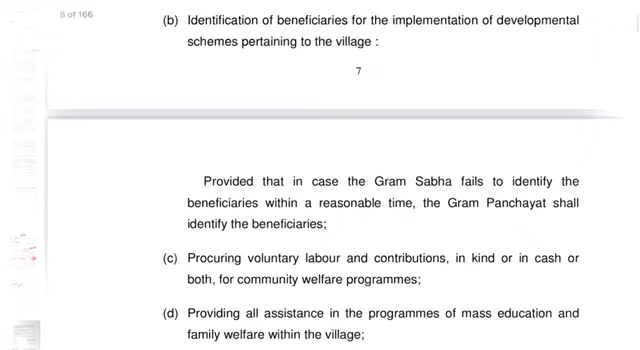 8 of 166
(b) Identification of beneficiaries for the implementation of developmental
schemes pertaining to the village :
7
Provided that in case the Gram Sabha fails to identify the
beneficiaries within a reasonable time, the Gram Panchayat shall
identify the beneficiaries;
(c) Procuring voluntary labour and contributions, in kind or in cash or
both, for community welfare programmes;
(d) Providing all assistance in the programmes of mass education and
family welfare within the village;